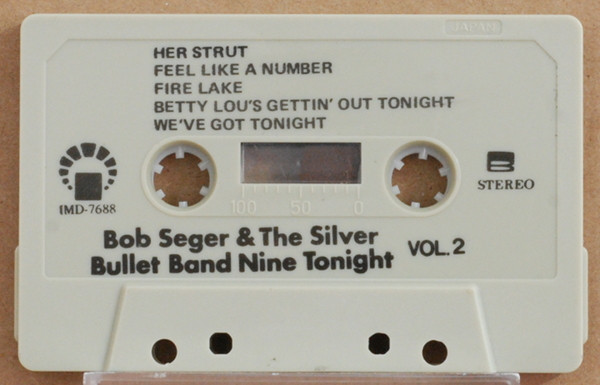 JAPAN
HER STRUT
FEEL LIKE A NUMBER
FIRE LAKE
BETTY LOU'S GETTIN' OUT TONIGHT
WE'VE GOT TONIGHT
IMD-7688
B
STEREO
100 50 0
Bob Seger & The Silver
Bullet Band Nine Tonight
VOL. 2